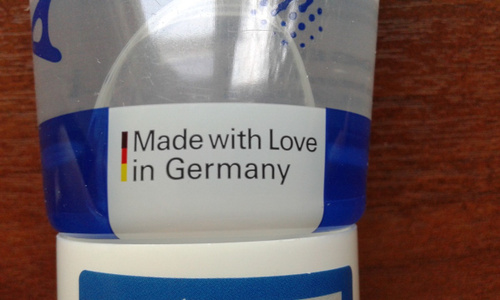 Made with Love
in Germany